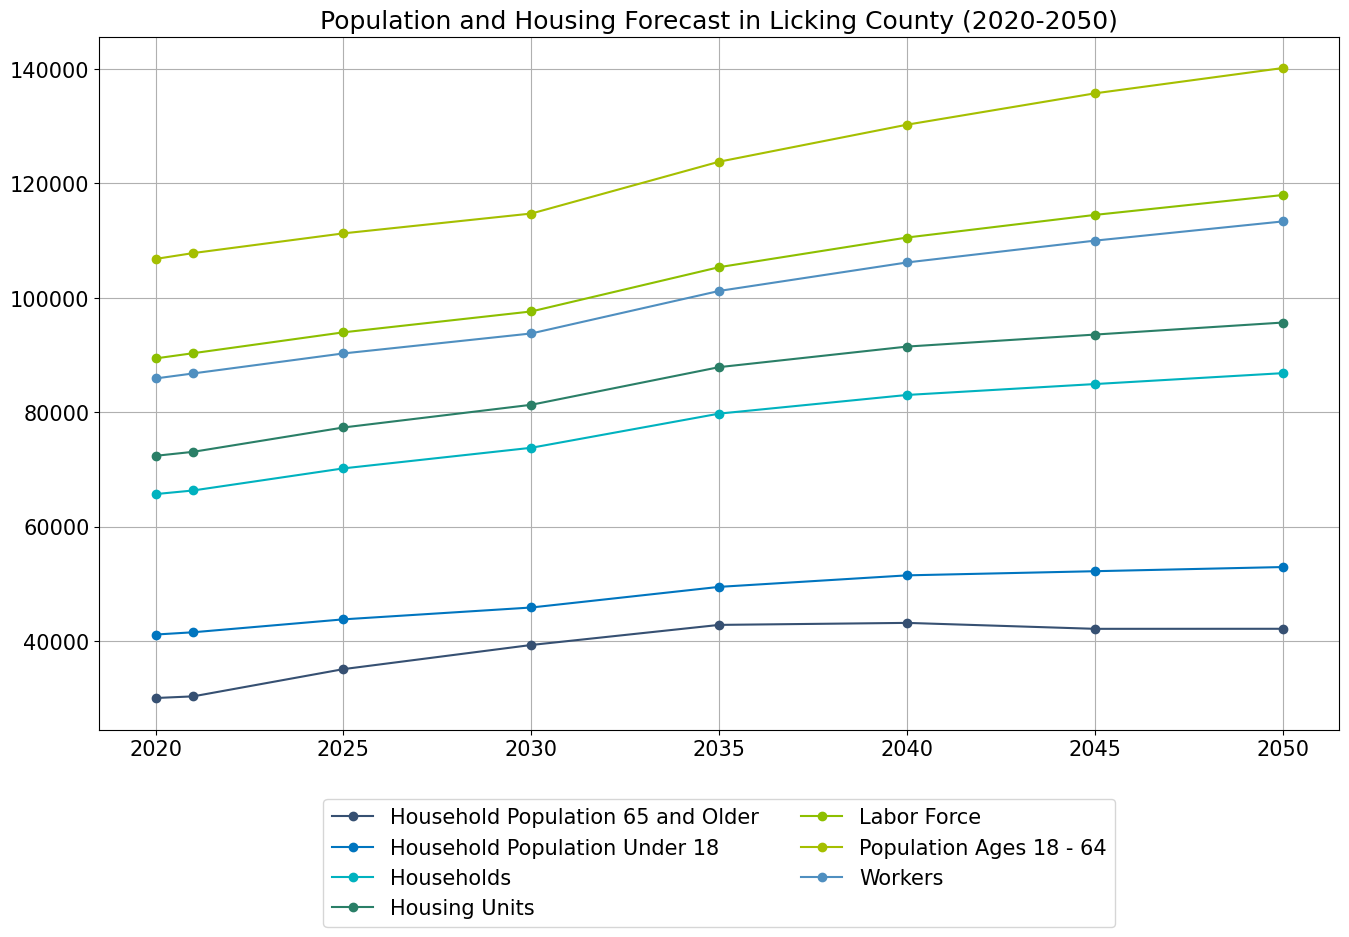 Population and Housing Forecast in Licking County (2020-2050)
140000
120000
100000
80000
60000
40000
2020 2025 2030 2035 2040 2045 2050
Household Population 65 and Older
Household Population Under 18
Households
Housing Units
Labor Force
Population Ages 18 - 64
Workers